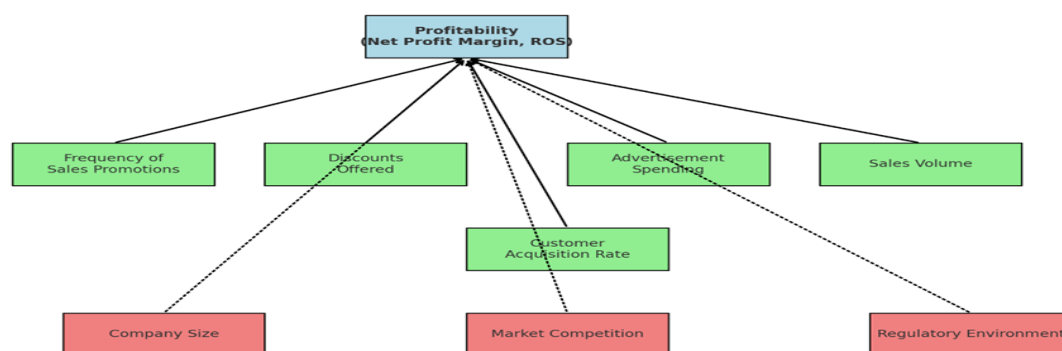 Profitability
(Net Profit Margin, ROS)
Frequency of
Sales Promotions
Discounts
Offered
Advertisement
Spending
Sales Volume
Customer
Acquisition Rate
Company Size
Market Competition
Regulatory Environment